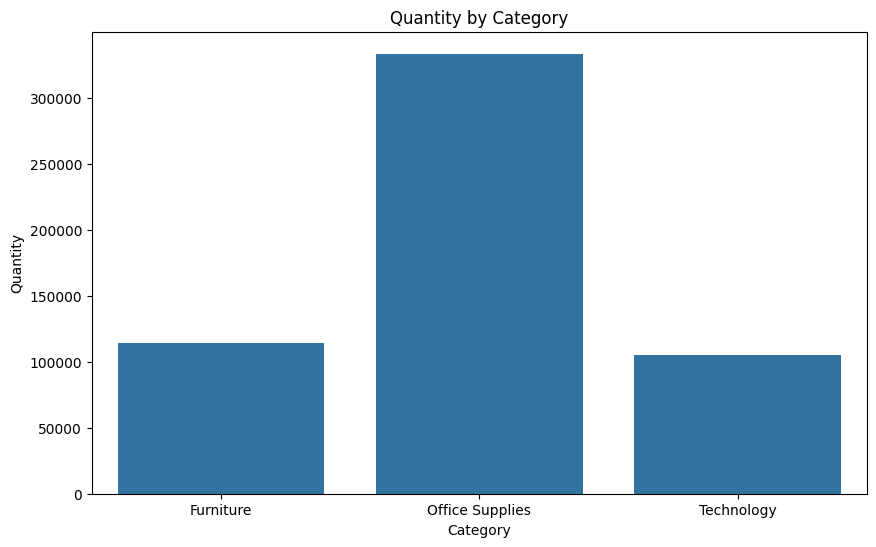 Quantity by Category
300000
250000
200000
150000
100000
50000
0
Quantity
Furniture
Office Supplies
Technology
Category